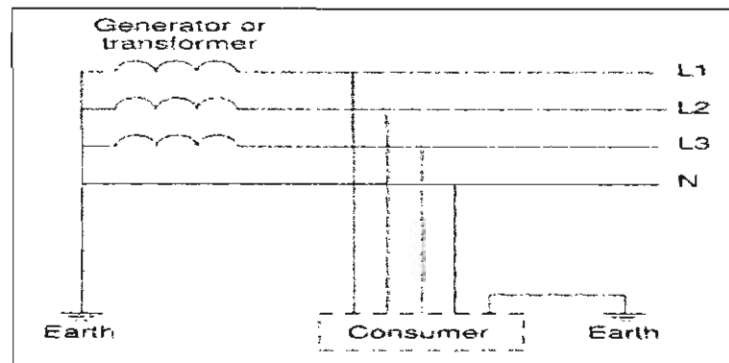 Generator or
transformer
L1
L2
L3
N
Earth
Consumer
Earth